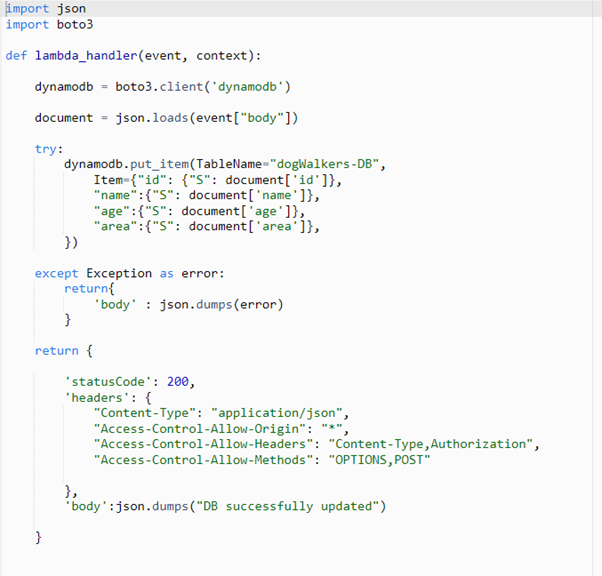 import json
import boto3
def lambda_handler(event, context):
dynamodb = boto3.client('dynamodb')
document = json.loads(event["body"])
try:
dynamodb.put_item(TableName="dogWalkers-DB",
Item={"id": {"S": document['id']},
"name":{"S": document['name']},
"age":{"S": document['age']},
"area":{"S": document['area']},
})
except Exception as error:
return{
'body' : json.dumps(error)
}
return {
'statusCode': 200,
'headers': {
"Content-Type": "application/json",
"Access-Control-Allow-Origin": "*",
"Access-Control-Allow-Headers": "Content-Type,Authorization",
"Access-Control-Allow-Methods": "OPTIONS,POST"
},
'body':json.dumps("DB successfully updated")
}